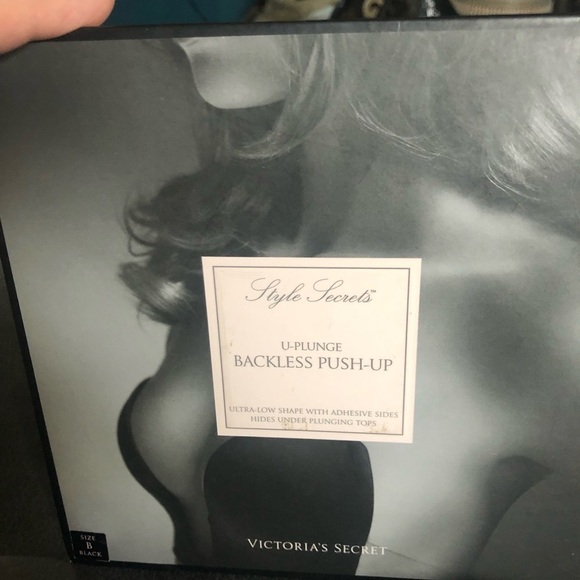 Style Secrets™
U-PLUNGE
BACKLESS PUSH-UP
ULTRA-LOW SHAPE WITH ADHESIVE SIDES
HIDES UNDER PLUNGING TOPS
SIZE
B
BLACK
VICTORIA'S SECRET